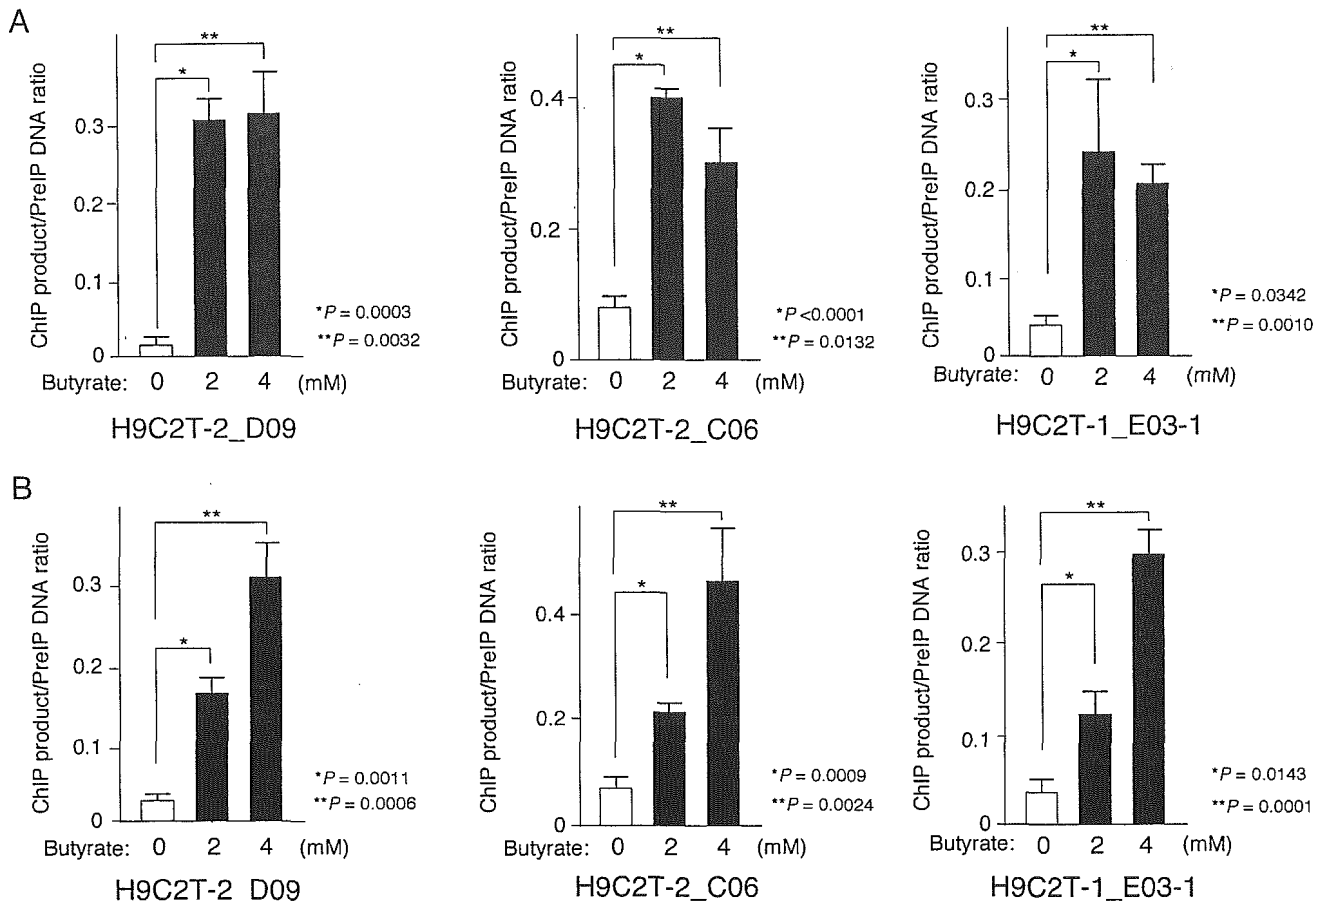 A
ChIP product/PreIP DNA ratio
0.3
0.2
0.1
0
*
**
*P = 0.0003
**P = 0.0032
Butyrate: 0 2 4 (mM)
H9C2T-2_D09
ChIP product/PreIP DNA ratio
0.4
0.2
0
*
**
*P <0.0001
**P = 0.0132
Butyrate: 0 2 4 (mM)
H9C2T-2_C06
ChIP product/PreIP DNA ratio
0.3
0.2
0.1
0
*
**
*P = 0.0342
**P = 0.0010
Butyrate: 0 2 4 (mM)
H9C2T-1_E03-1
B
ChIP product/PreIP DNA ratio
0.3
0.2
0.1
0
*
**
*P = 0.0011
**P = 0.0006
Butyrate: 0 2 4 (mM)
H9C2T-2 D09
ChIP product/PreIP DNA ratio
0.4
0.2
0
*
**
*P = 0.0009
**P = 0.0024
Butyrate: 0 2 4 (mM)
H9C2T-2_C06
ChIP product/PreIP DNA ratio
0.3
0.2
0.1
0
*
**
*P = 0.0143
**P = 0.0001
Butyrate: 0 2 4 (mM)
H9C2T-1_E03-1